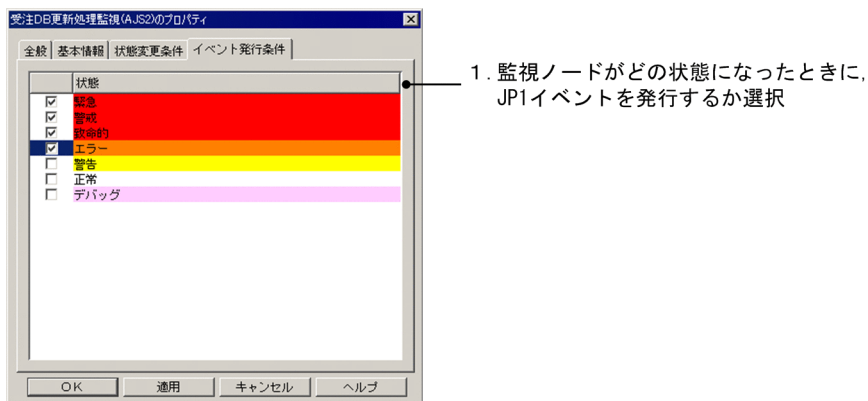 受注DB更新処理監視(AJS2)のプロパティ
全般 基本情報 状態変更条件 イベント発行条件
状態
緊急
警戒
致命的
エラー
警告
正常
デバッグ
OK 適用 キャンセル ヘルプ
1.監視ノードがどの状態になったときに,
JP1イベントを発行するか選択